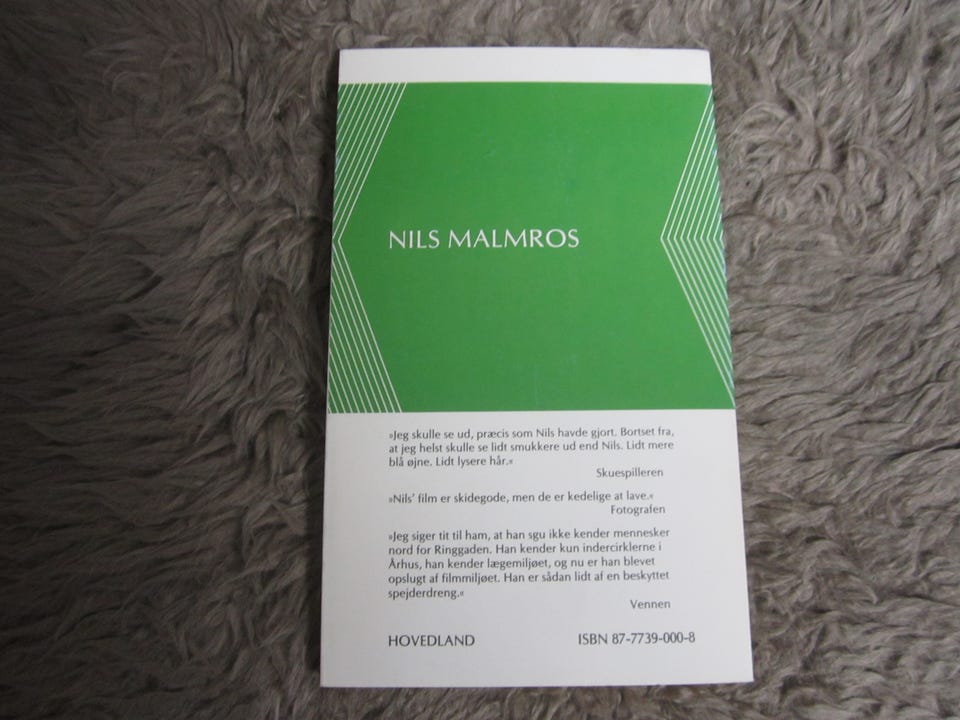 NILS MALMROS
»Jeg skulle se ud, præcis som Nils havde gjort. Bortset fra,
at jeg helst skulle se lidt smukkere ud end Nils. Lidt mere
blå øjne. Lidt lysere hår.«
Skuespilleren
»Nils' film er skidegode, men de er kedelige at lave.«
Fotografen
»Jeg siger tit til ham, at han sgu ikke kender mennesker
nord for Ringgaden. Han kender kun indercirklerne i
Århus, han kender lægemiljøet, og nu er han blevet
opslugt af filmmiljøet. Han er sådan lidt af en beskyttet
spejderdreng.«
Vennen
HOVEDLAND ISBN 87-7739-000-8